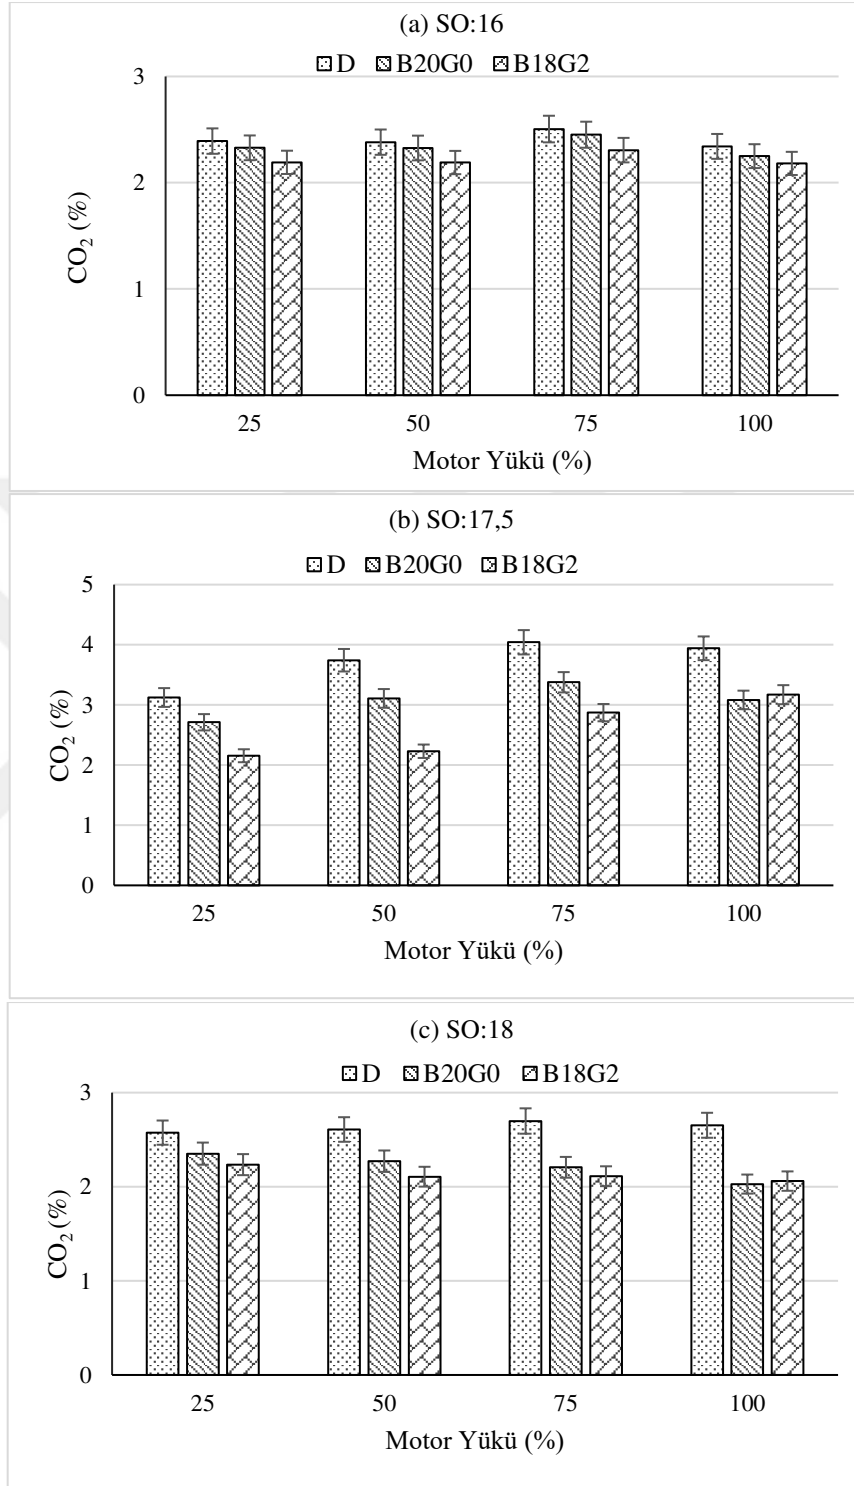 (a) SO:16
D B20G0 B18G2
3
2
1
0
CO₂ (%)
25 50 75 100
Motor Yükü (%)
(b) SO:17,5
D B20G0 B18G2
5
4
3
2
1
0
CO₂ (%)
25 50 75 100
Motor Yükü (%)
(c) SO:18
D B20G0 B18G2
3
2
1
0
CO₂ (%)
25 50 75 100
Motor Yükü (%)